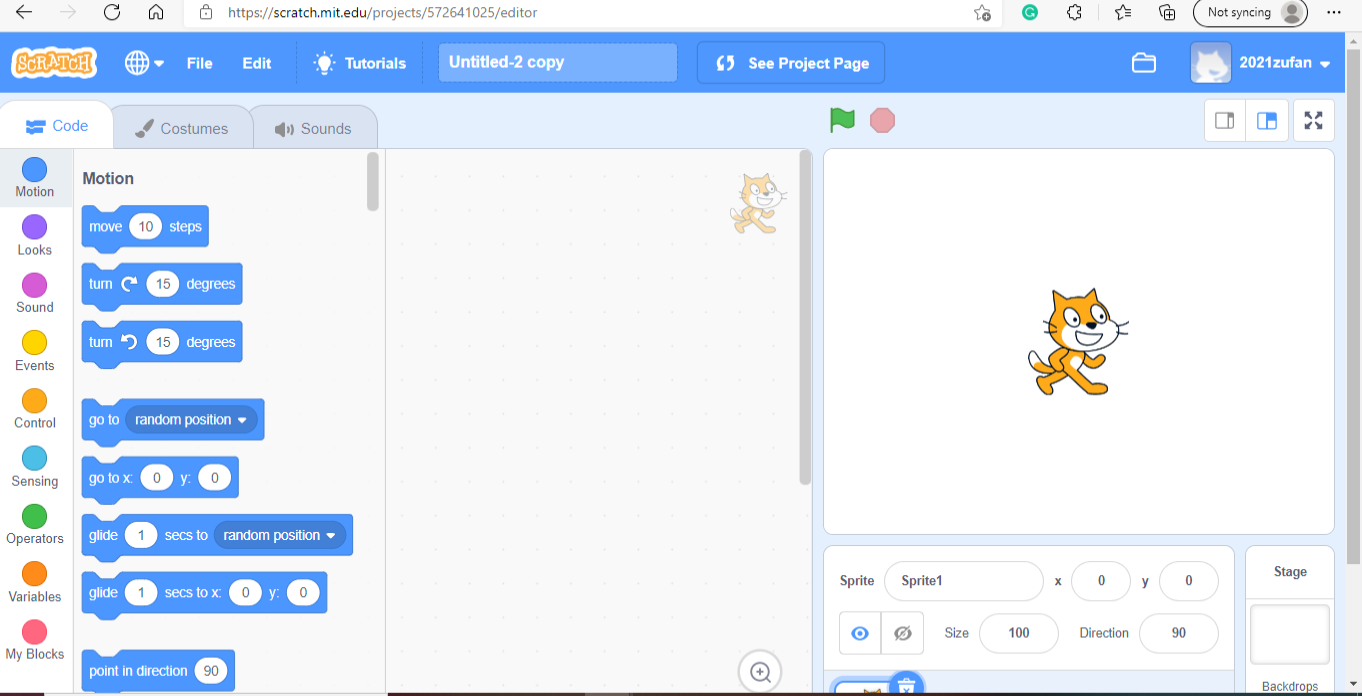 https://scratch.mit.edu/projects/572641025/editor
Not syncing
SCRATCH
File
Edit
Tutorials
Untitled-2 copy
See Project Page
2021zufan
Code
Costumes
Sounds
Motion
Looks
Sound
Events
Control
Sensing
Operators
Variables
My Blocks
Motion
move 10 steps
turn 15 degrees
turn 15 degrees
go to random position
go to x: 0 y: 0
glide 1 secs to random position
glide 1 secs to x: 0 y: 0
point in direction 90
Sprite Sprite1 x 0 y 0
Size 100 Direction 90
Stage
Backdrops